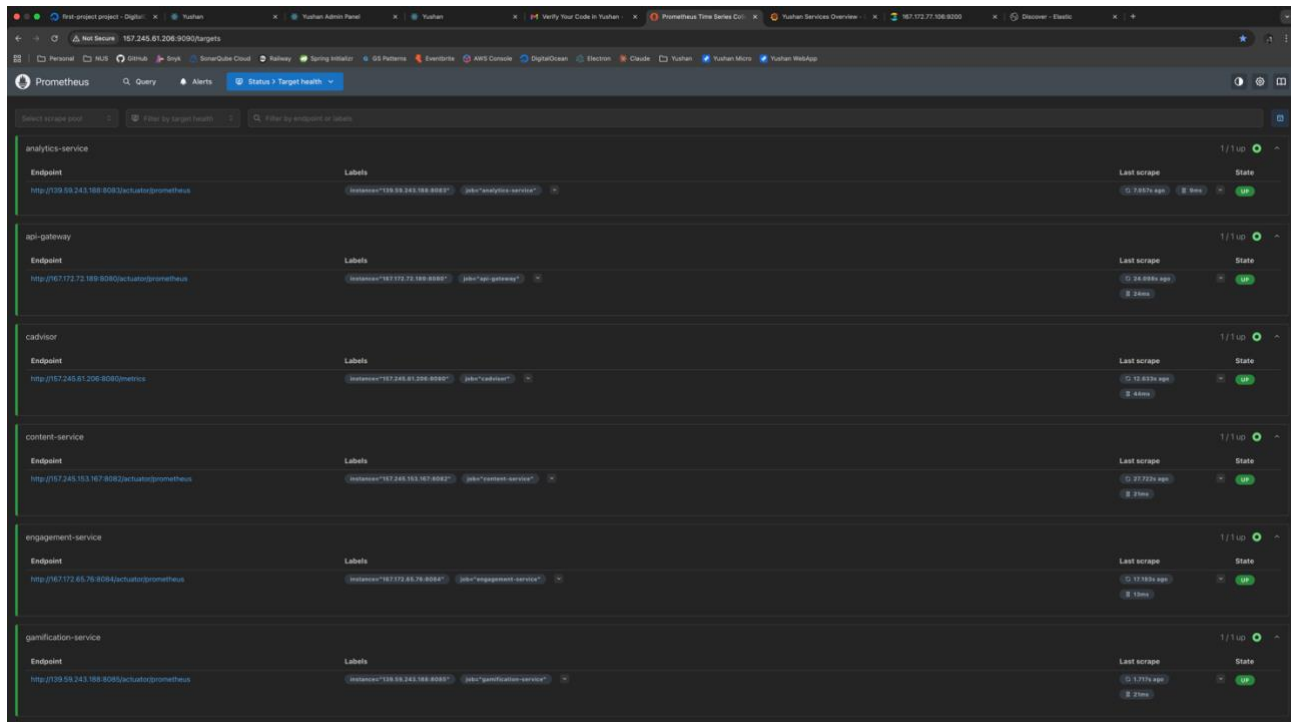 first-project project - Digital
Yushan
Yushan Admin Panel
Yushan
Verify Your Code in Yushan -
Prometheus Time Series Coll
Yushan Services Overview -
167.172.77.106:9200
Discover - Elastic
Not Secure 157.245.61.206:9090/targets
Personal NUS GitHub Snyk SonarQube Cloud Railway Spring Initializr GS Patterns Eventbrite AWS Console DigitalOcean Electron Claude Yushan Yushan Micro Yushan WebApp
Prometheus Query Alerts Status > Target health
Select scrape pool Filter by target health Filter by endpoint or labels
analytics-service 1 / 1 up
Endpoint Labels Last scrape State
http://139.59.243.188:8083/actuator/prometheus instance="139.59.243.188:8083" job="analytics-service" 7.657s ago 9ms UP
api-gateway 1 / 1 up
Endpoint Labels Last scrape State
http://167.172.72.189:8080/actuator/prometheus instance="167.172.72.189:8080" job="api-gateway" UP
24ms
cadvisor 1 / 1 up
Endpoint Labels Last scrape State
http://157.245.61.206:8080/metrics instance="157.245.61.206:8080" job="cadvisor" 12.633s ago UP
44ms
content-service 1 / 1 up
Endpoint Labels Last scrape State
http://157.245.153.167:8082/actuator/prometheus instance="157.245.153.167:8082" job="content-service" 27.723s ago UP
21ms
engagement-service 1 / 1 up
Endpoint Labels Last scrape State
http://167.172.65.76:8084/actuator/prometheus instance="167.172.65.76:8084" job="engagement-service" UP
13ms
gamification-service 1 / 1 up
Endpoint Labels Last scrape State
http://139.59.243.188:8085/actuator/prometheus instance="139.59.243.188:8085" job="gamification-service" 1.717s ago UP
21ms